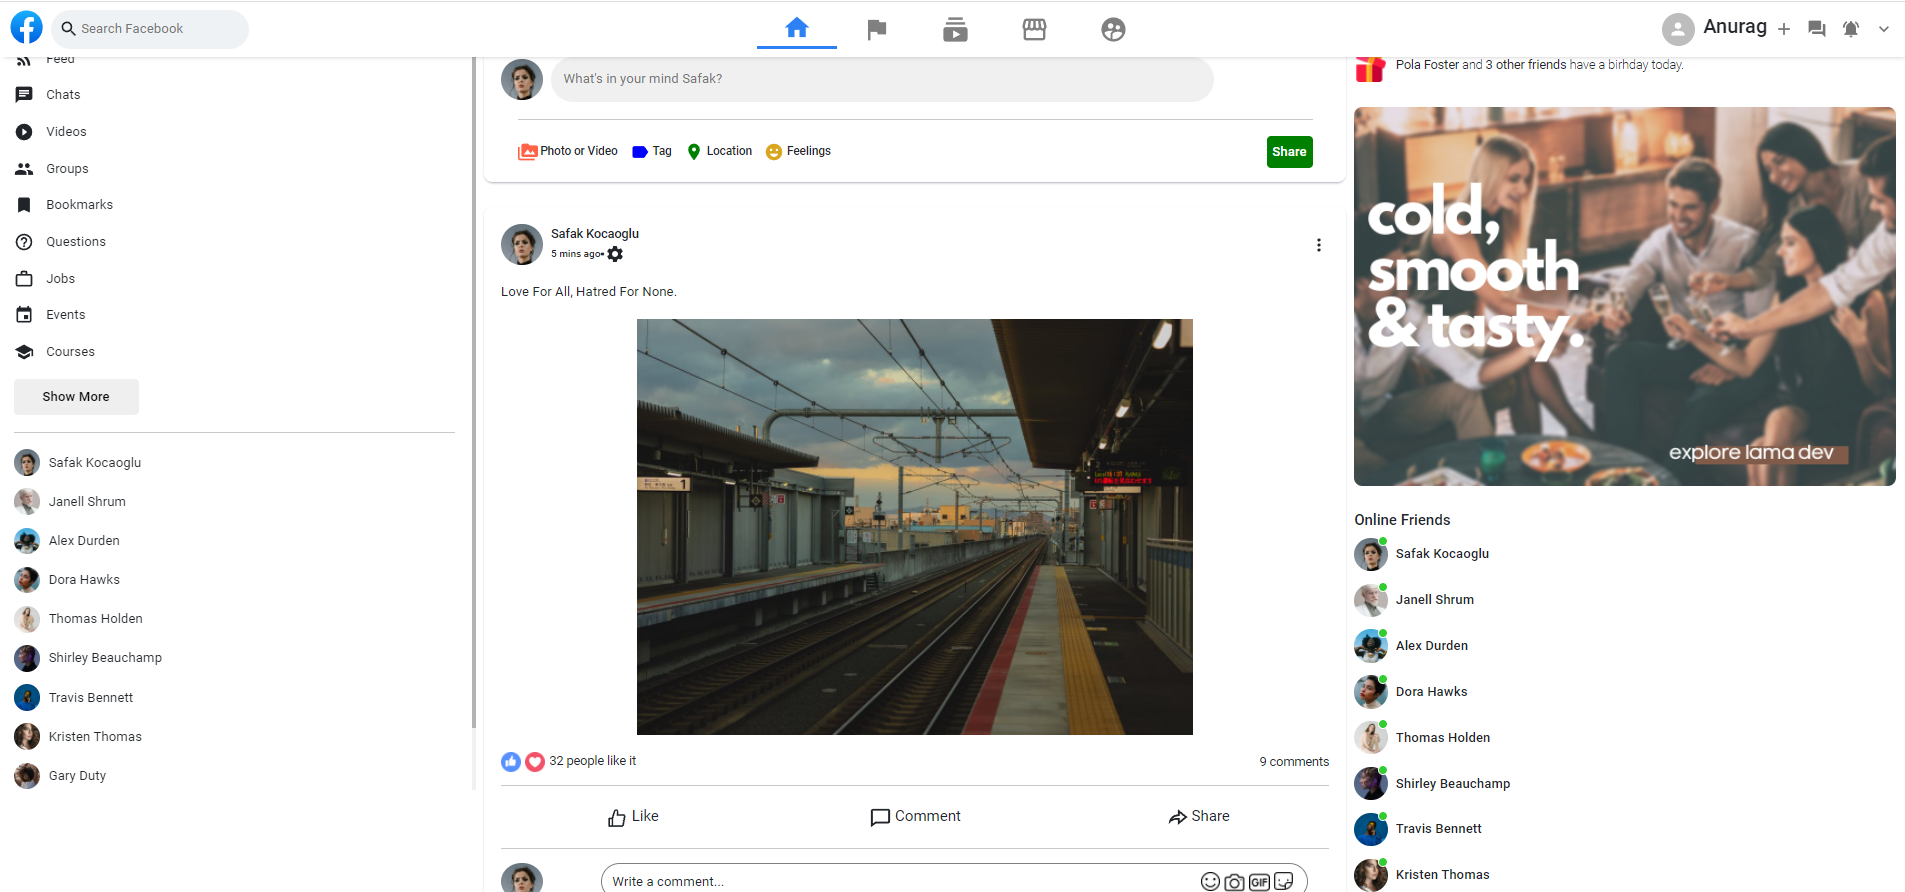 Search Facebook
Anurag
Feed
Chats
Videos
Groups
Bookmarks
Questions
Jobs
Events
Courses
Show More
Safak Kocaoglu
Janell Shrum
Alex Durden
Dora Hawks
Thomas Holden
Shirley Beauchamp
Travis Bennett
Kristen Thomas
Gary Duty
What's in your mind Safak?
Photo or Video
Tag
Location
Feelings
Share
Safak Kocaoglu
5 mins ago•
Love For All, Hatred For None.
1
32 people like it
9 comments
Like
Comment
Share
Write a comment...
GIF
Pola Foster and 3 other friends have a birhday today.
cold,
smooth
& tasty.
explore lama dev
Online Friends
Safak Kocaoglu
Janell Shrum
Alex Durden
Dora Hawks
Thomas Holden
Shirley Beauchamp
Travis Bennett
Kristen Thomas